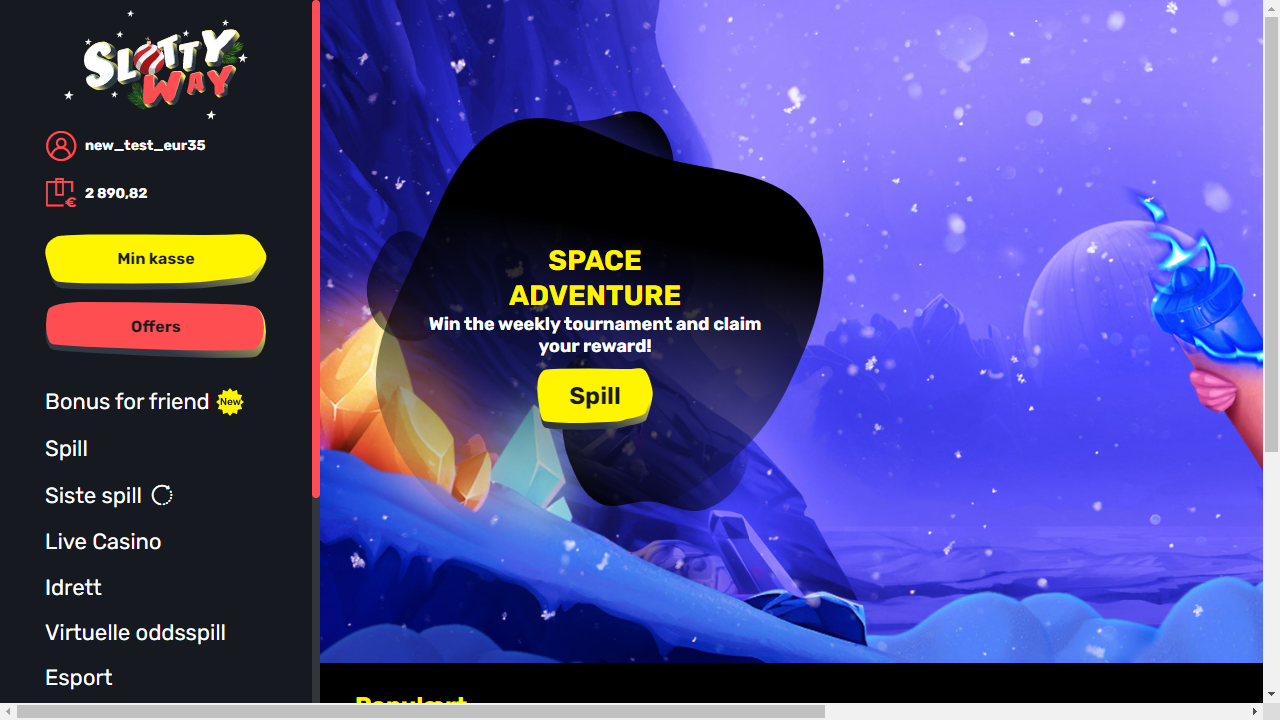 SLOTTY
WAY
new_test_eur35
€
2 890,82
Min kasse
Offers
Bonus for friend New
Spill
Siste spill
Live Casino
Idrett
Virtuelle oddsspill
Esport
SPACE
ADVENTURE
Win the weekly tournament and claim
your reward!
Spill